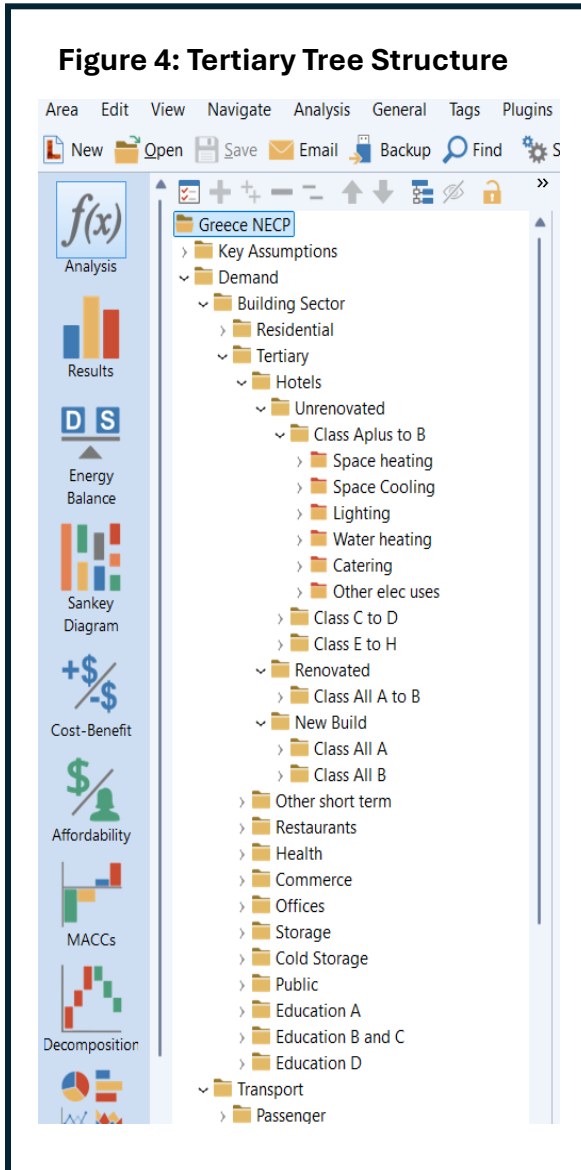 Figure 4: Tertiary Tree Structure
Area Edit View Navigate Analysis General Tags Plugins
New Open Save Email Backup Find S
f(x)
Analysis
Results
D S
Energy
Balance
Sankey
Diagram
+$
-$
Cost-Benefit
$
Affordability
MACCs
Decomposition
»
Greece NECP
Key Assumptions
Demand
Building Sector
Residential
Tertiary
Hotels
Unrenovated
Class Aplus to B
Space heating
Space Cooling
Lighting
Water heating
Catering
Other elec uses
Class C to D
Class E to H
Renovated
Class All A to B
New Build
Class All A
Class All B
Other short term
Restaurants
Health
Commerce
Offices
Storage
Cold Storage
Public
Education A
Education B and C
Education D
Transport
Passenger